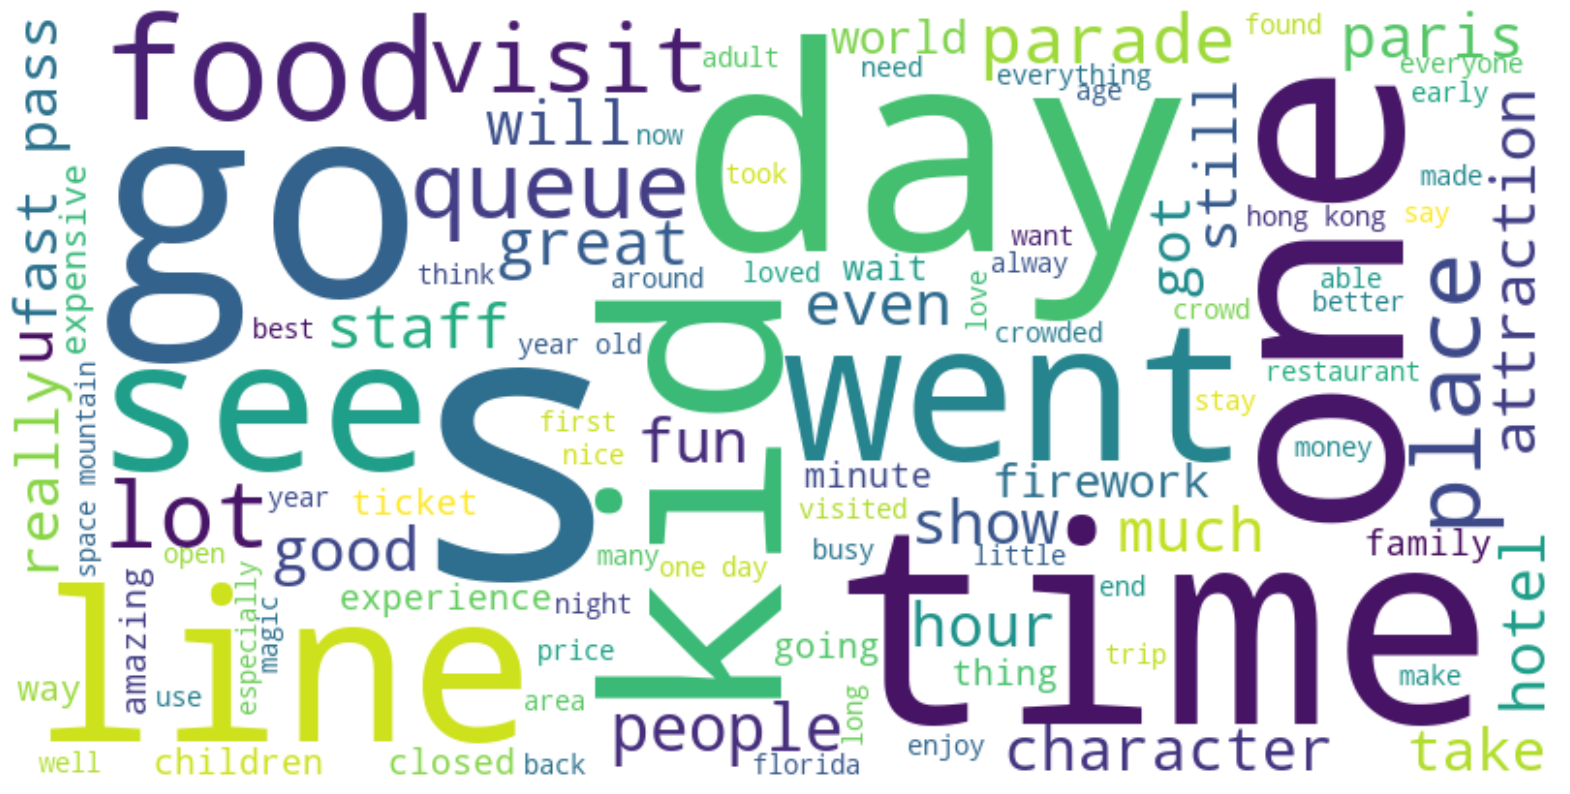 food
visit
adult
world
need
parade
found
paris
everyone
everything
age
early
fast pass
will
now
day
took
still
one
made
attraction
go
queue
great
think
around
loved
wait
want
alway
got
hong kong
say
expensive
u
best
staff
year old
even
love
crowded
crowd
able
better
place
really
space mountain
see
s
first
nice
kid
fun
went
stay
restaurant
money
lot
year
ticket
minute
visited
firework
show
much
family
open
good
many
one day
busy
little
line
amazing
especially
magic
experience
night
time
hour
end
hotel
way
use
price
area
going
thing
trip
make
people
long
enjoy
character
take
well
children
closed
back
florida